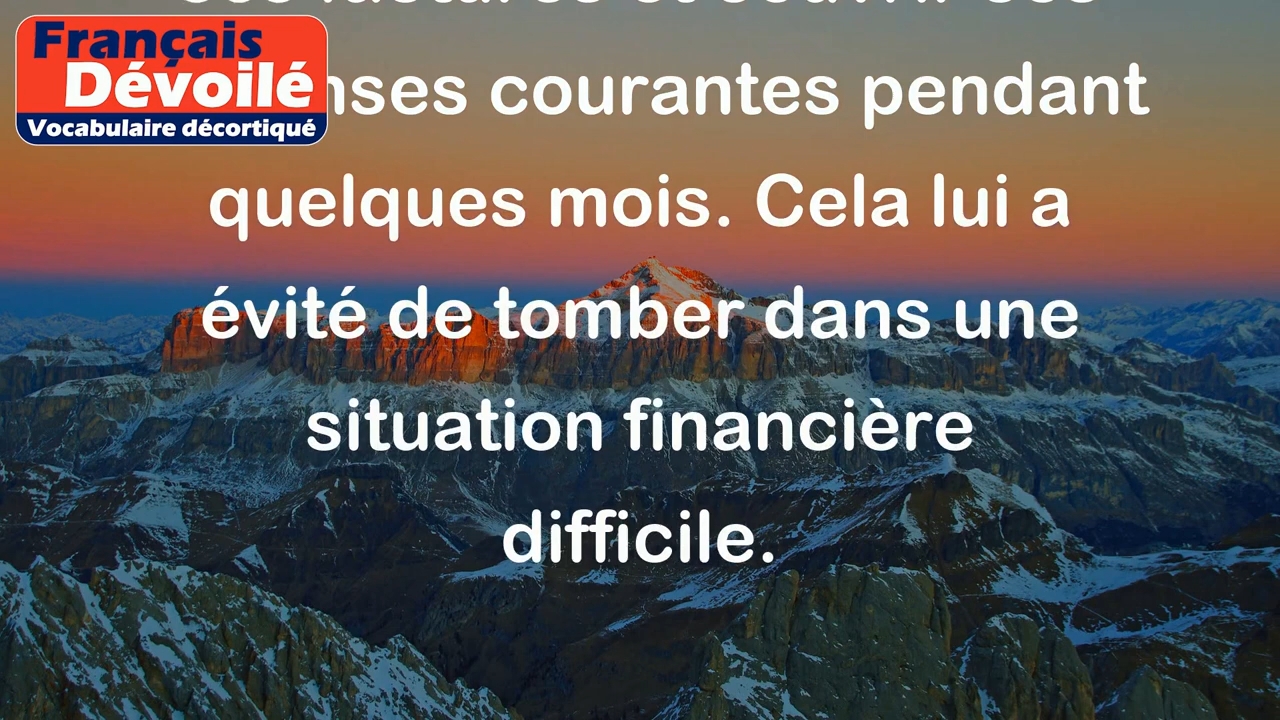 Français
Dévoilé
Vocabulaire décortiqué
courantes pendant
quelques mois. Cela lui a
évité de tomber dans une
situation financière
difficile.